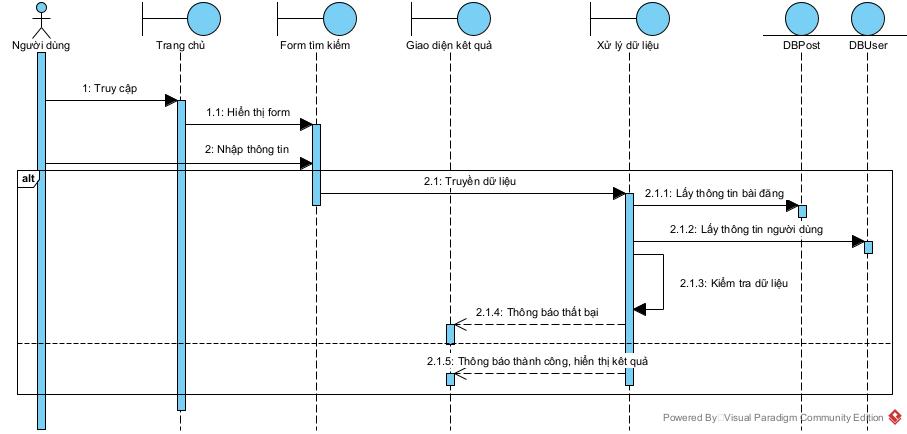 Người dùng
Trang chủ
Form tìm kiếm
Giao diện kết quả
Xử lý dữ liệu
DBPost
DBUser
1: Truy cập
1.1: Hiển thị form
2: Nhập thông tin
alt
2.1: Truyền dữ liệu
2.1.1: Lấy thông tin bài đăng
2.1.2: Lấy thông tin người dùng
2.1.3: Kiểm tra dữ liệu
2.1.4: Thông báo thất bại
2.1.5: Thông báo thành công, hiển thị kết quả
Powered By Visual Paradigm Community Edition